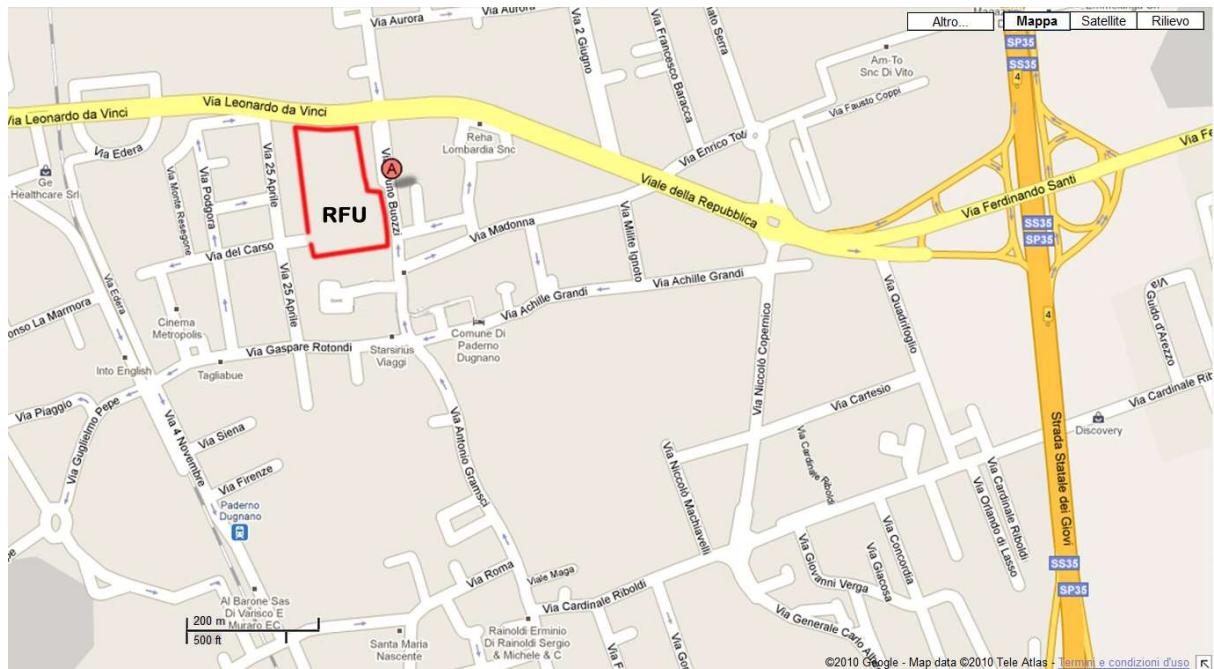 Via Aurora
Via Aurora
Via 2 Giugno
Via Francesco Baracca
Altro...
Mappa
Satellite
Rilievo
SP35
SS35
4
Am-To
Snc Di Vito
Via Fausto Coppi
Via Leonardo da Vinci
Via Leonardo da Vinci
Via Edera
Reha
Lombardia Snc
Via Enrico Toti
Ge
Healthcare Srl
Via Monte Resegone
Via Podgora
Via 25 Aprile
A
RFU
Viale della Repubblica
Via Ferdinando Santi
Via Madonna
Via Milite Ignoto
SS35
SP35
Via del Carso
Via 25 Aprile
Via Achille Grandi
Via Achille Grandi
Via Edera
Via Quadrifoglio
Via
Guido d'Arezzo
4
Cinema
Metropolis
Comune Di
Paderno
Dugnano
Via Gaspare Rotondi
Starsirius
Viaggi
Via Niccolò Copernico
Into English
Tagliabue
Via Cartesio
Via Piaggio
Via Guglielmo Pepe
Via 4 Novembre
Via Siena
Via Antonio Gramsci
Via Cardinale
Riboldi
Discovery
Strada Statale dei Giovi
Via Firenze
Via Niccolò Machiavelli
Via Cardinale Riboldi
Via Orlando di Lasso
Paderno
Dugnano
Via Concordia
Via Giacosa
Via Giovanni Verga
SS35
SP35
Via Roma
Viale Maga
Via Cardinale Riboldi
Al Barone Sas
Di Varisco E
Muraro EC
200 m
500 ft
Santa Maria
Nascente
Rainoldi Erminio
Di Rainoldi Sergio
& Michele & C
Via Generale Carlo
©2010 Google - Map data ©2010 Tele Atlas - Termini e condizioni d'uso